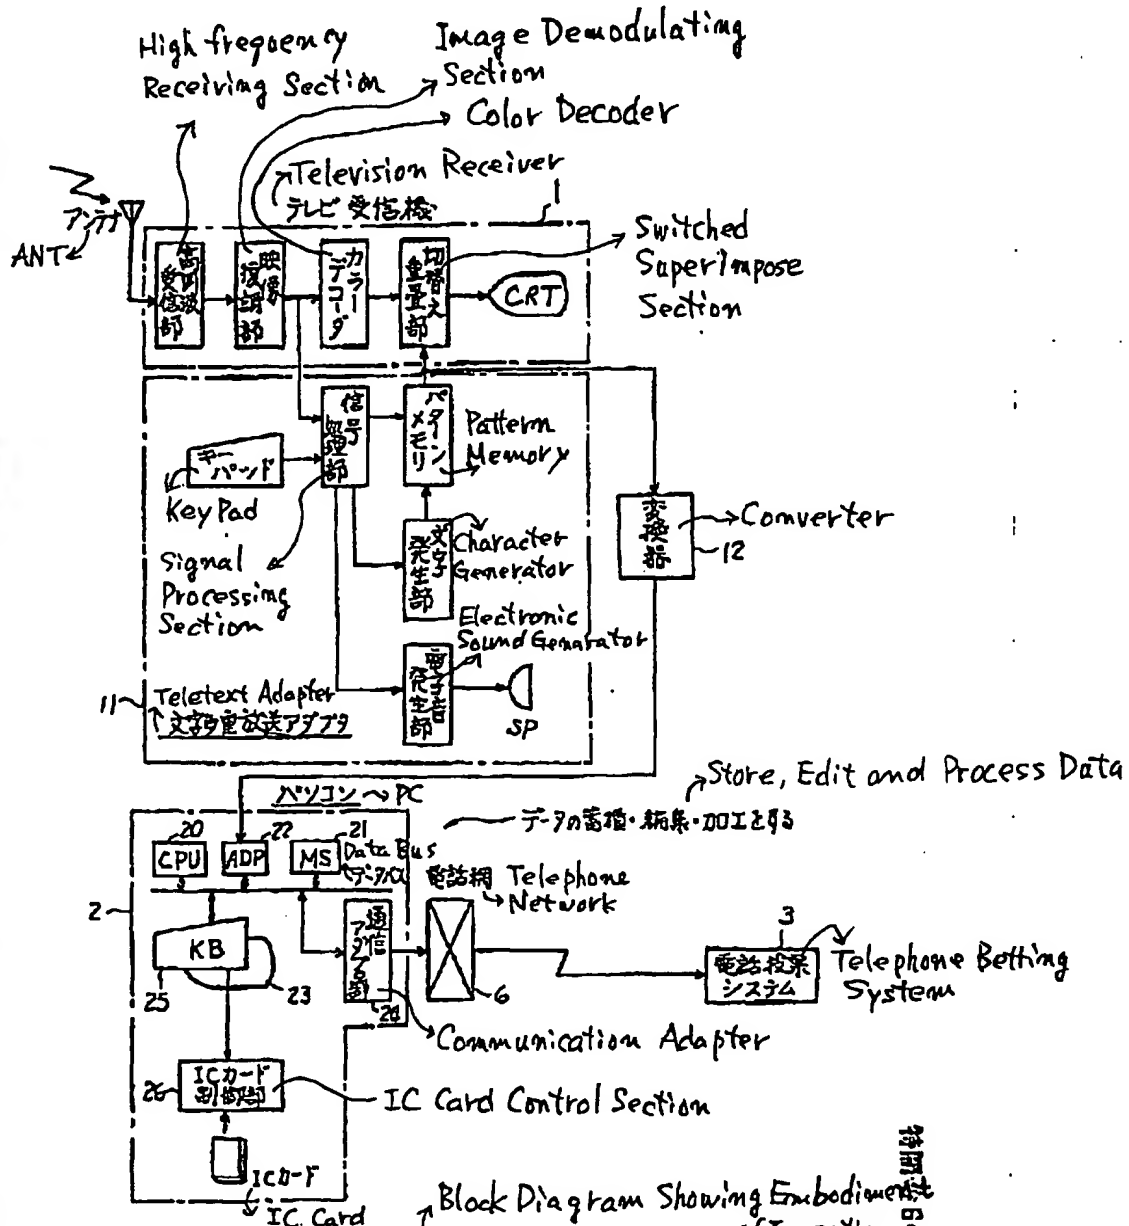 High frequency
Receiving Section
Image Demodulating
Section
Color Decoder
Television Receiver
テレビ受信機
1
アンテナ
ANT
高周波
受信部
映像
復調部
カラー
デコーダ
切替え
重畳部
CRT
Switched
Superimpose
Section
キー
パッド
KeyPad
信号
処理部
パターン
メモリ
Pattern
Memory
Signal
Processing
Section
文字
発生部
Character
Generator
Electronic
Sound Genarator
電子音
発生部
SP
変換器
Converter
12
11
Teletext Adapter
文字多重放送アダプタ
Store, Edit and Process Data
データの蓄積・編集・加工をする
パソコン
PC
20
CPU
22
ADP
21
MS
Data Bus
データバス
電話網
Telephone
Network
2
KB
25
23
通信
アダプタ部
24
6
3
電話投票
システム
Telephone Betting
System
Communication Adapter
26
ICカード
制御部
IC Card Control Section
ICカード
IC Card
Block Diagram Showing Embodiment